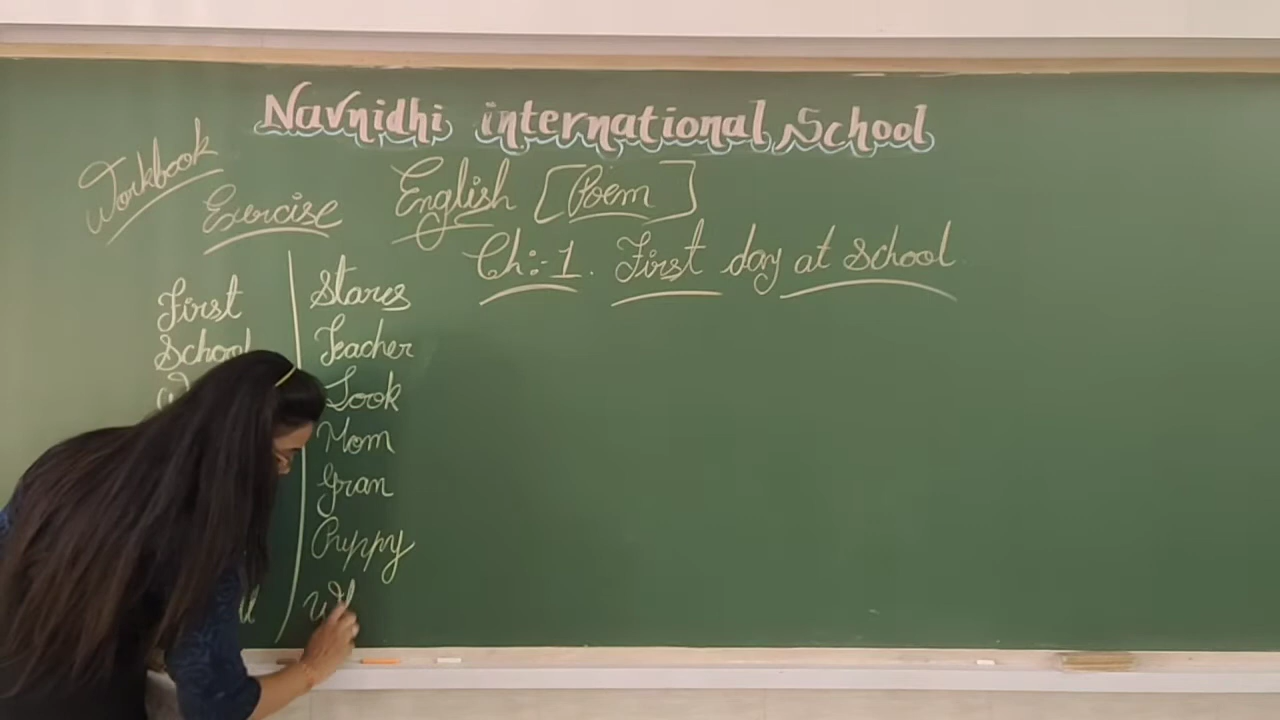 Navnidhi international School
Workbook
Exercise
English [Poem]
Ch:-1. First day at school
First
School
Stares
Teacher
Look
Mom
Gran
Puppy